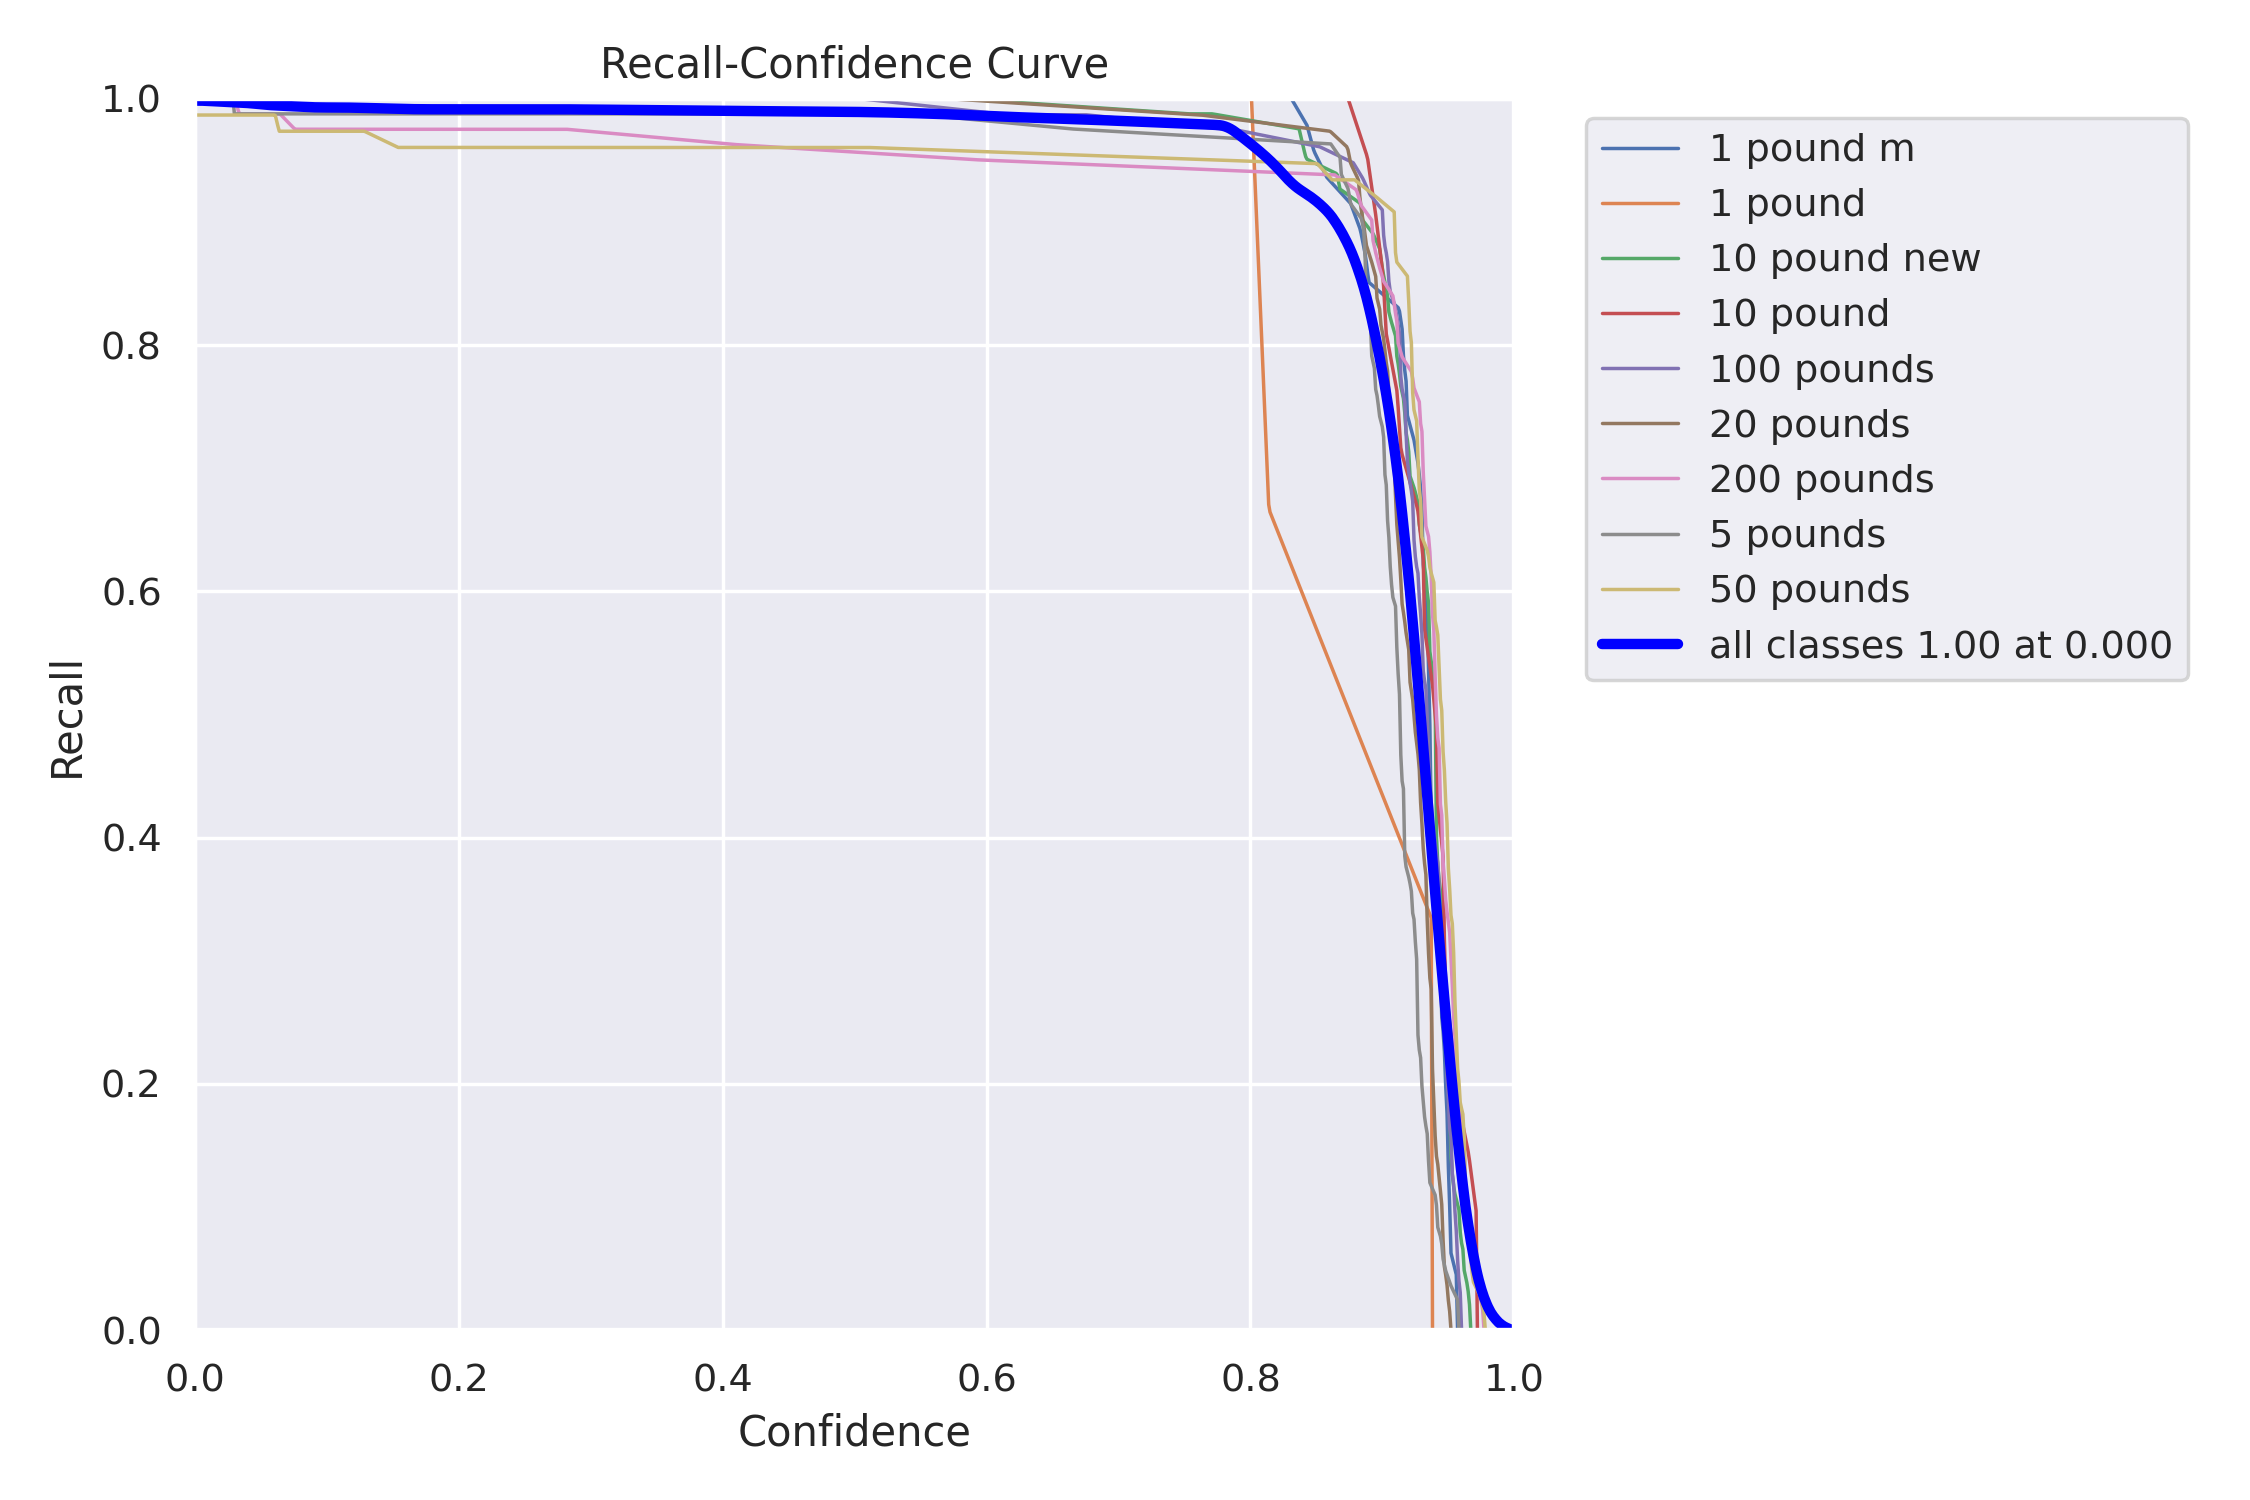 Recall-Confidence Curve
1.0
0.8
0.6
0.4
0.2
0.0
Recall
0.0 0.2 0.4 0.6 0.8 1.0
Confidence
1 pound m
1 pound
10 pound new
10 pound
100 pounds
20 pounds
200 pounds
5 pounds
50 pounds
all classes 1.00 at 0.000